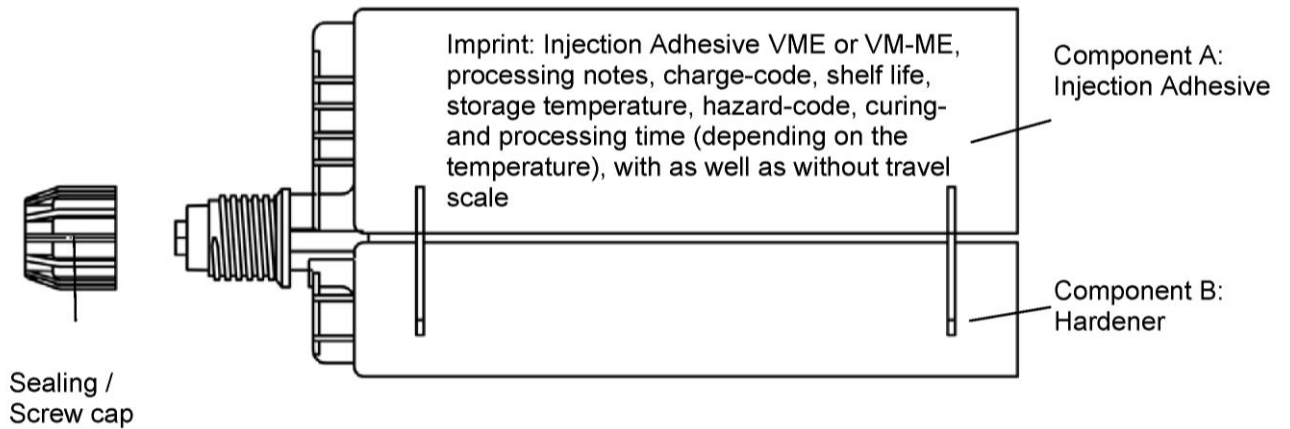 Imprint: Injection Adhesive VME or VM-ME,
processing notes, charge-code, shelf life,
storage temperature, hazard-code, curing-
and processing time (depending on the
temperature), with as well as without travel
scale
Component A:
Injection Adhesive
Component B:
Hardener
Sealing /
Screw cap